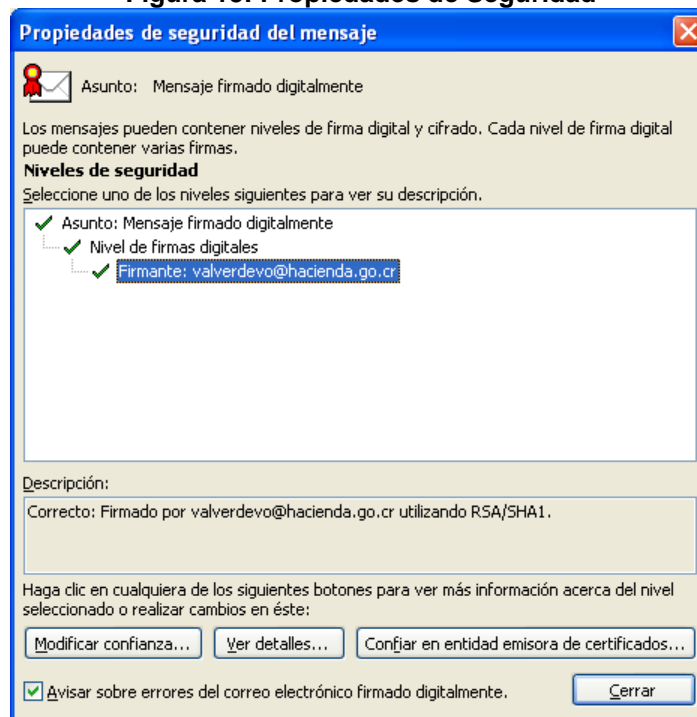 Figura 13. Propiedades de Seguridad
Propiedades de seguridad del mensaje
Asunto: Mensaje firmado digitalmente
Los mensajes pueden contener niveles de firma digital y cifrado. Cada nivel de firma digital
puede contener varias firmas.
Niveles de seguridad
Seleccione uno de los niveles siguientes para ver su descripción.
Asunto: Mensaje firmado digitalmente
Nivel de firmas digitales
Firmante: valverdevo@hacienda.go.cr
Descripción:
Correcto: Firmado por valverdevo@hacienda.go.cr utilizando RSA/SHA1.
Haga clic en cualquiera de los siguientes botones para ver más información acerca del nivel
seleccionado o realizar cambios en éste:
Modificar confianza... Ver detalles... Confiar en entidad emisora de certificados...
Avisar sobre errores del correo electrónico firmado digitalmente. Cerrar